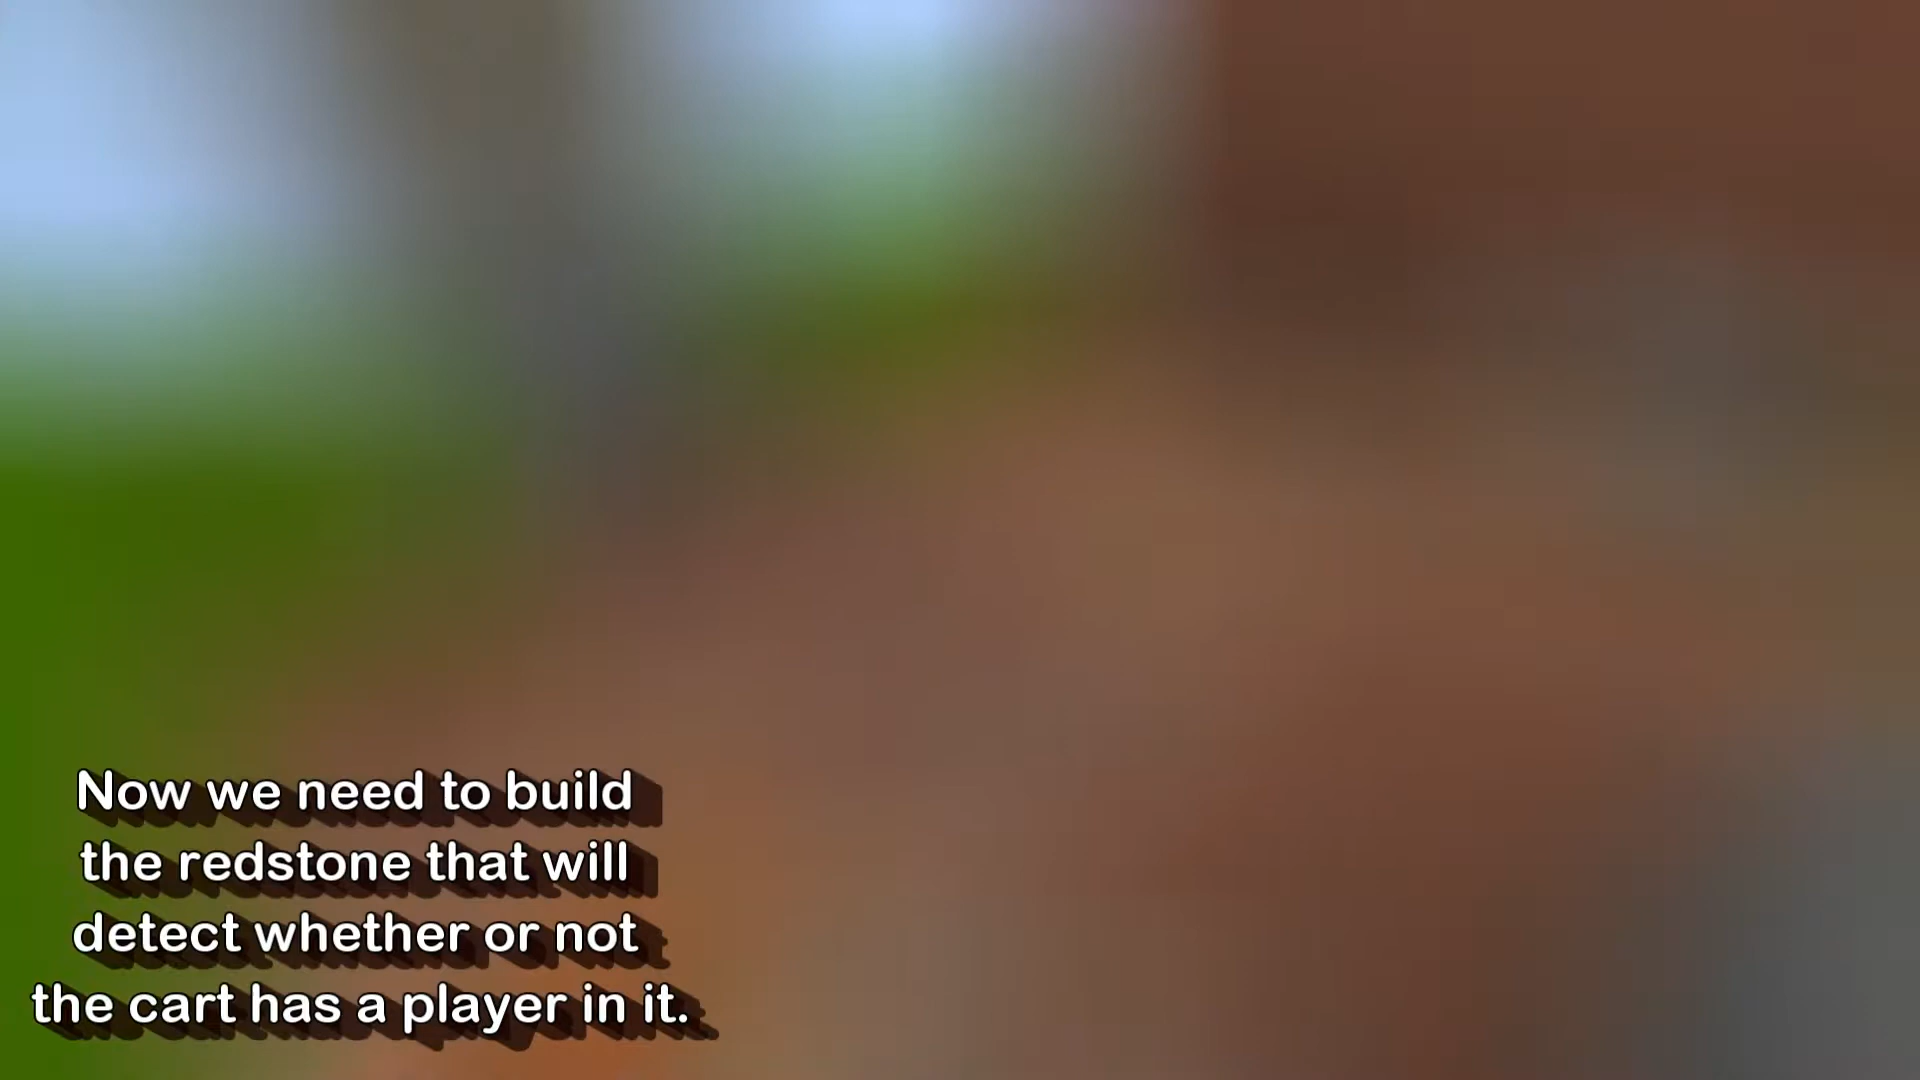 Now we need to build
the redstone that will
detect whether or not
the cart has a player in it.